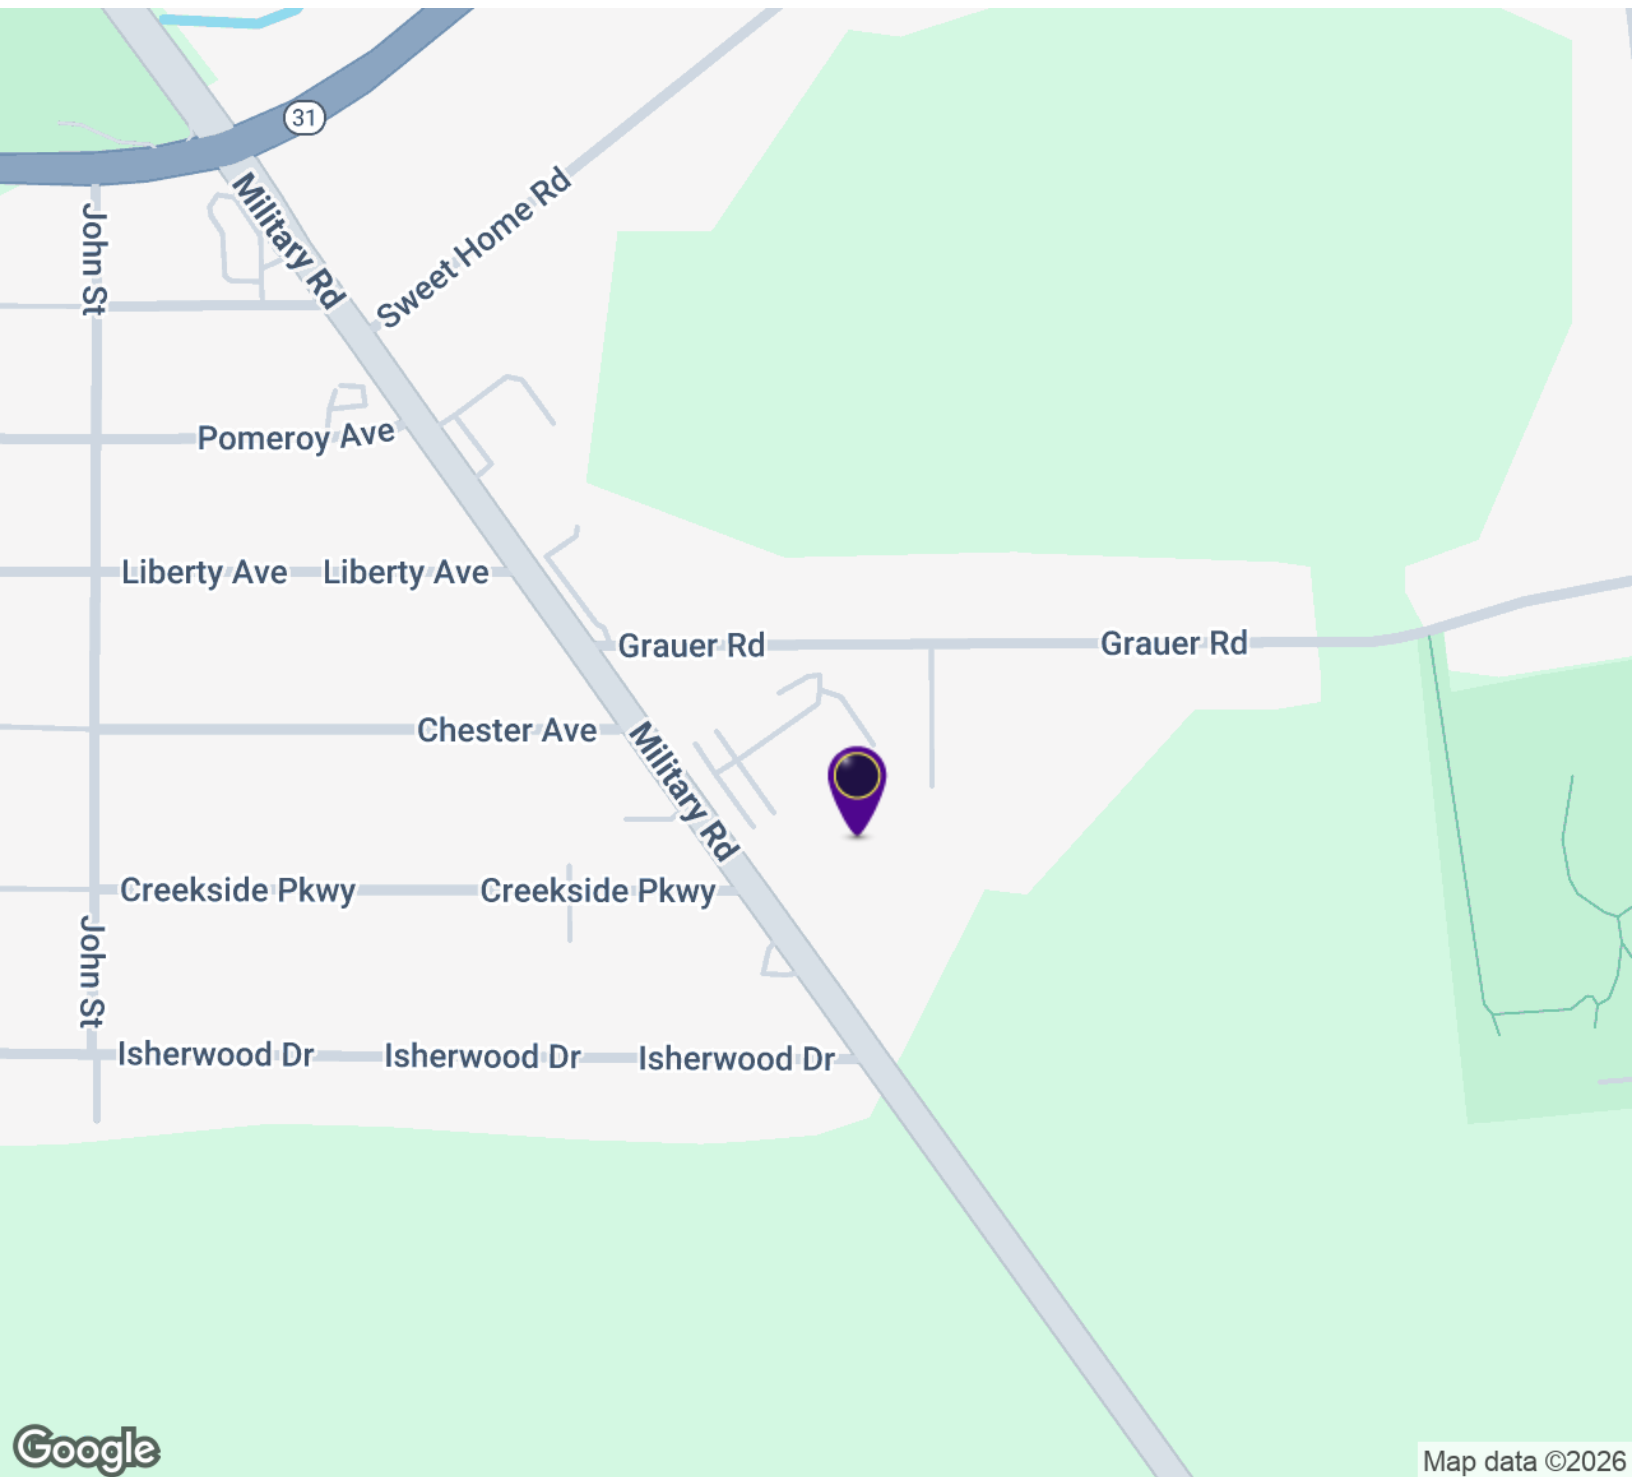 31
Military Rd
John St
Sweet Home Rd
Pomeroy Ave
Liberty Ave
Liberty Ave
Grauer Rd
Grauer Rd
Chester Ave
Military Rd
Creekside Pkwy
Creekside Pkwy
John St
Isherwood Dr
Isherwood Dr
Isherwood Dr
Google
Map data ©2026